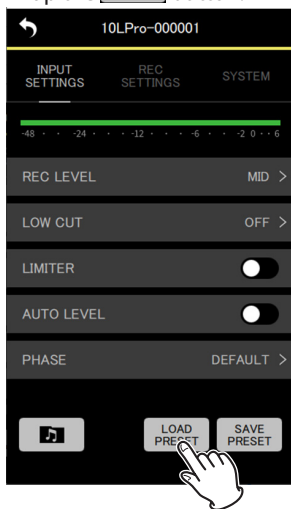 10LPro-000001
INPUT SETTINGS
REC SETTINGS
SYSTEM
-48 · · -24 · · · -12 · · · · -6 · · -2 0 · · 6
REC LEVEL MID >
LOW CUT OFF >
LIMITER
AUTO LEVEL
PHASE DEFAULT >
LOAD PRESET
SAVE PRESET